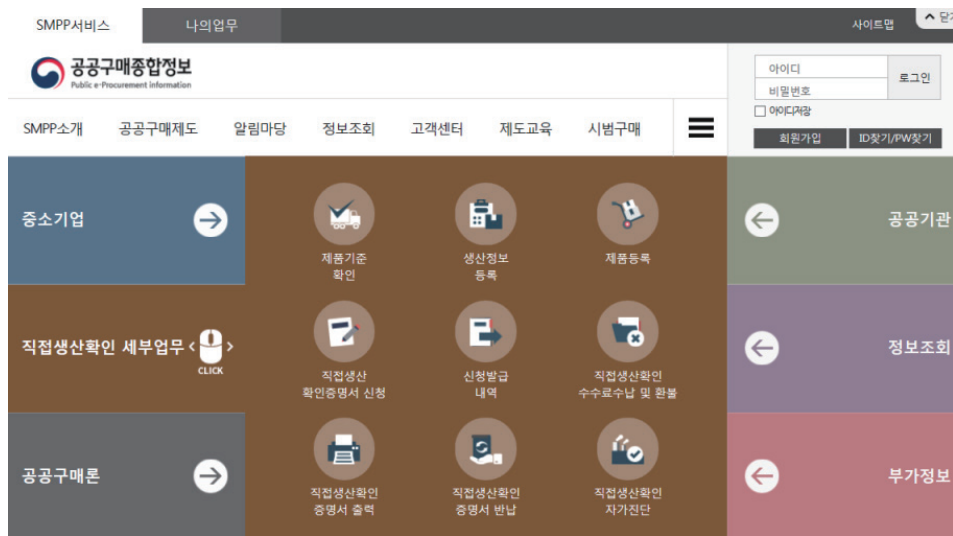 SMPP서비스
나의업무
사이트맵
공공구매종합정보
Public e-Procurement information
아이디
비밀번호
로그인
아이디저장
회원가입
ID찾기/PW찾기
SMPP소개
공공구매제도
알림마당
정보조회
고객센터
제도교육
시범구매
중소기업
제품기준
확인
생산정보
등록
제품등록
공공기관
직접생산확인 세부업무
CLICK
직접생산
확인증명서 신청
신청발급
내역
직접생산확인
수수료수납 및 환불
정보조회
공공구매론
직접생산확인
증명서 출력
직접생산확인
증명서 반납
직접생산확인
자가진단
부가정보